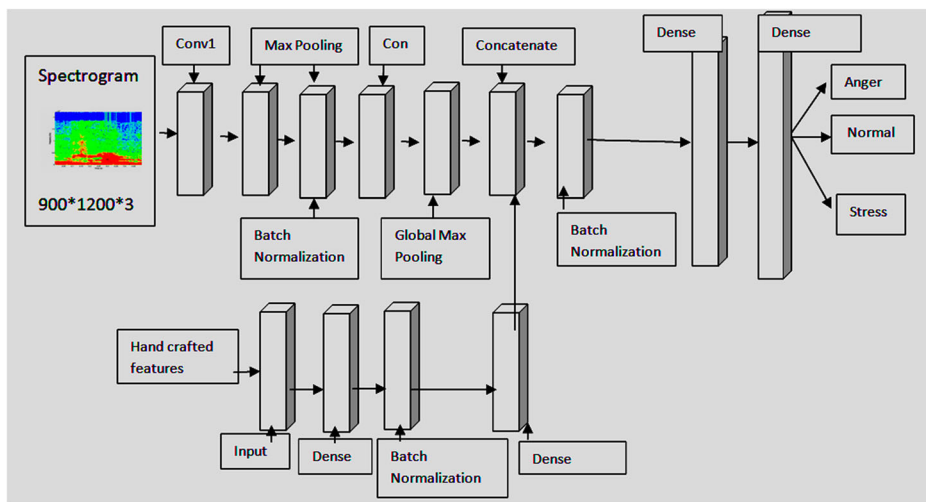 Conv1
Max Pooling
Con
Concatenate
Dense
Dense
Spectrogram
900*1200*3
Anger
Normal
Stress
Batch
Normalization
Global Max
Pooling
Batch
Normalization
Hand crafted
features
Input
Dense
Batch
Normalization
Dense